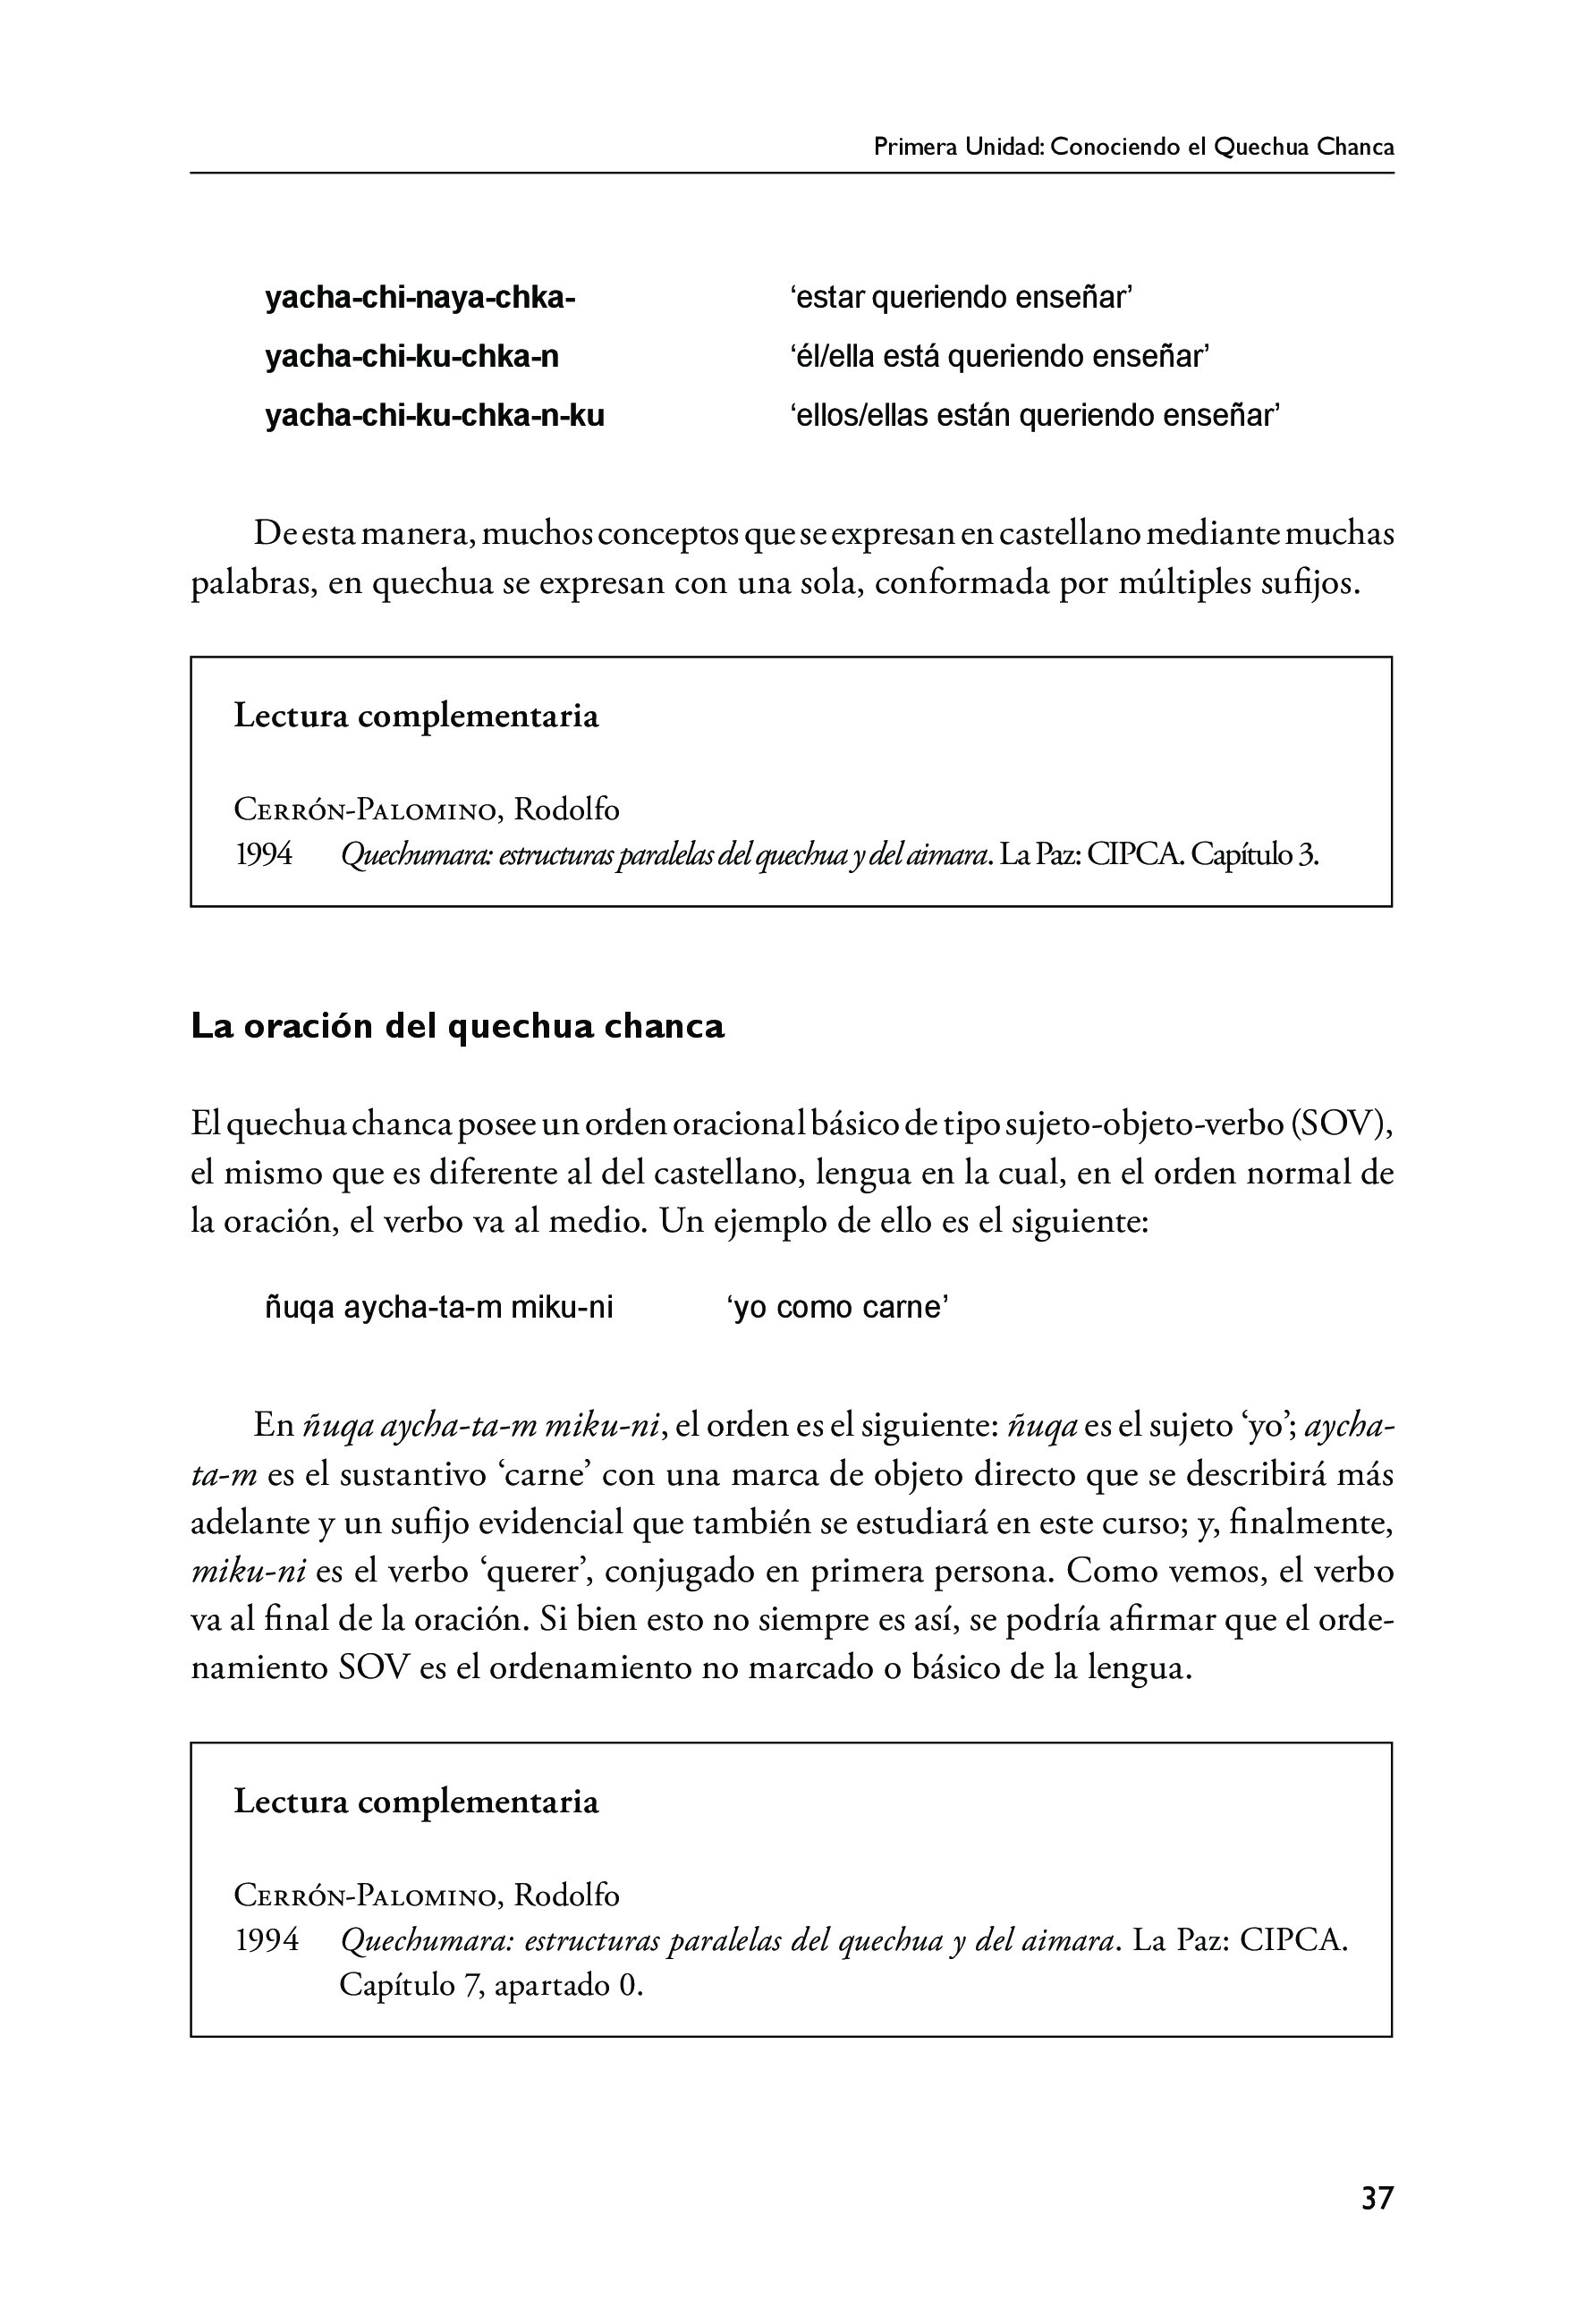 Primera Unidad: Conociendo el Quechua Chanca
yacha-chi-naya-chka- ‘estar queriendo enseñar’
yacha-chi-ku-chka-n ‘él/ella está queriendo enseñar’
yacha-chi-ku-chka-n-ku ‘ellos/ellas están queriendo enseñar’
De esta manera, muchos conceptos que se expresan en castellano mediante muchas
palabras, en quechua se expresan con una sola, conformada por múltiples sufijos.
Lectura complementaria
Cerrón-Palomino, Rodolfo
1994 Quechumara: estructuras paralelas del quechua y del aimara. La Paz: CIPCA. Capítulo 3.
La oración del quechua chanca
El quechua chanca posee un orden oracional básico de tipo sujeto-objeto-verbo (SOV),
el mismo que es diferente al del castellano, lengua en la cual, en el orden normal de
la oración, el verbo va al medio. Un ejemplo de ello es el siguiente:
ñuqa aycha-ta-m miku-ni ‘yo como carne’
En ñuqa aycha-ta-m miku-ni, el orden es el siguiente: ñuqa es el sujeto ‘yo’; aycha-
ta-m es el sustantivo ‘carne’ con una marca de objeto directo que se describirá más
adelante y un sufijo evidencial que también se estudiará en este curso; y, finalmente,
miku-ni es el verbo ‘querer’, conjugado en primera persona. Como vemos, el verbo
va al final de la oración. Si bien esto no siempre es así, se podría afirmar que el orde-
namiento SOV es el ordenamiento no marcado o básico de la lengua.
Lectura complementaria
Cerrón-Palomino, Rodolfo
1994 Quechumara: estructuras paralelas del quechua y del aimara. La Paz: CIPCA.
Capítulo 7, apartado 0.
37